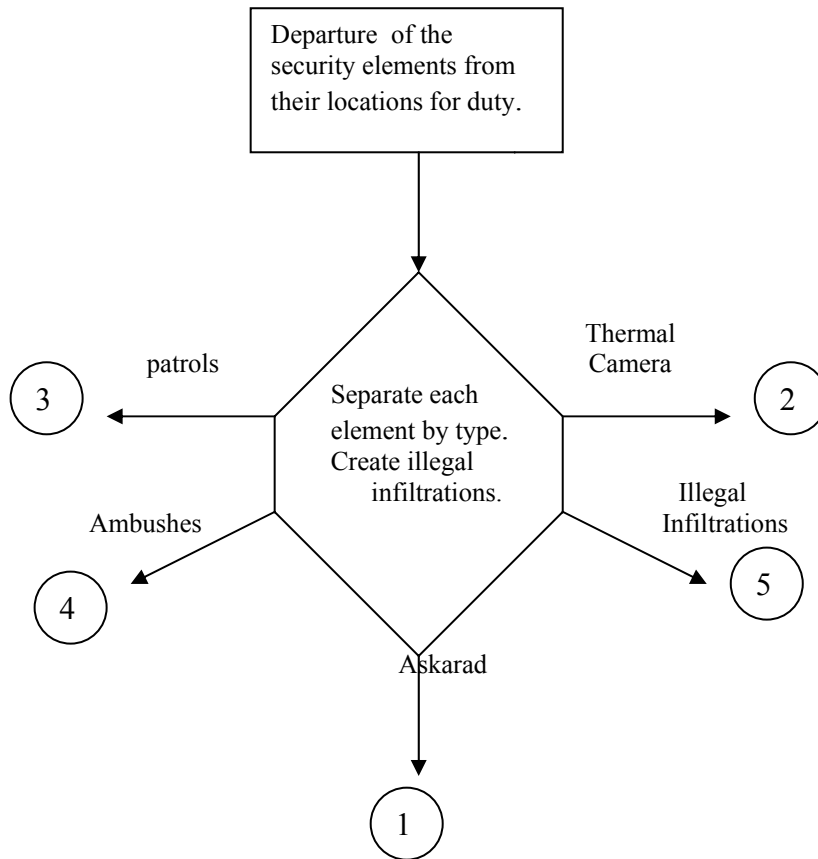 Departure of the
security elements from
their locations for duty.
patrols
Thermal
Camera
3
Separate each
element by type.
Create illegal
infiltrations.
2
Ambushes
Illegal
Infiltrations
4
5
Askarad
1